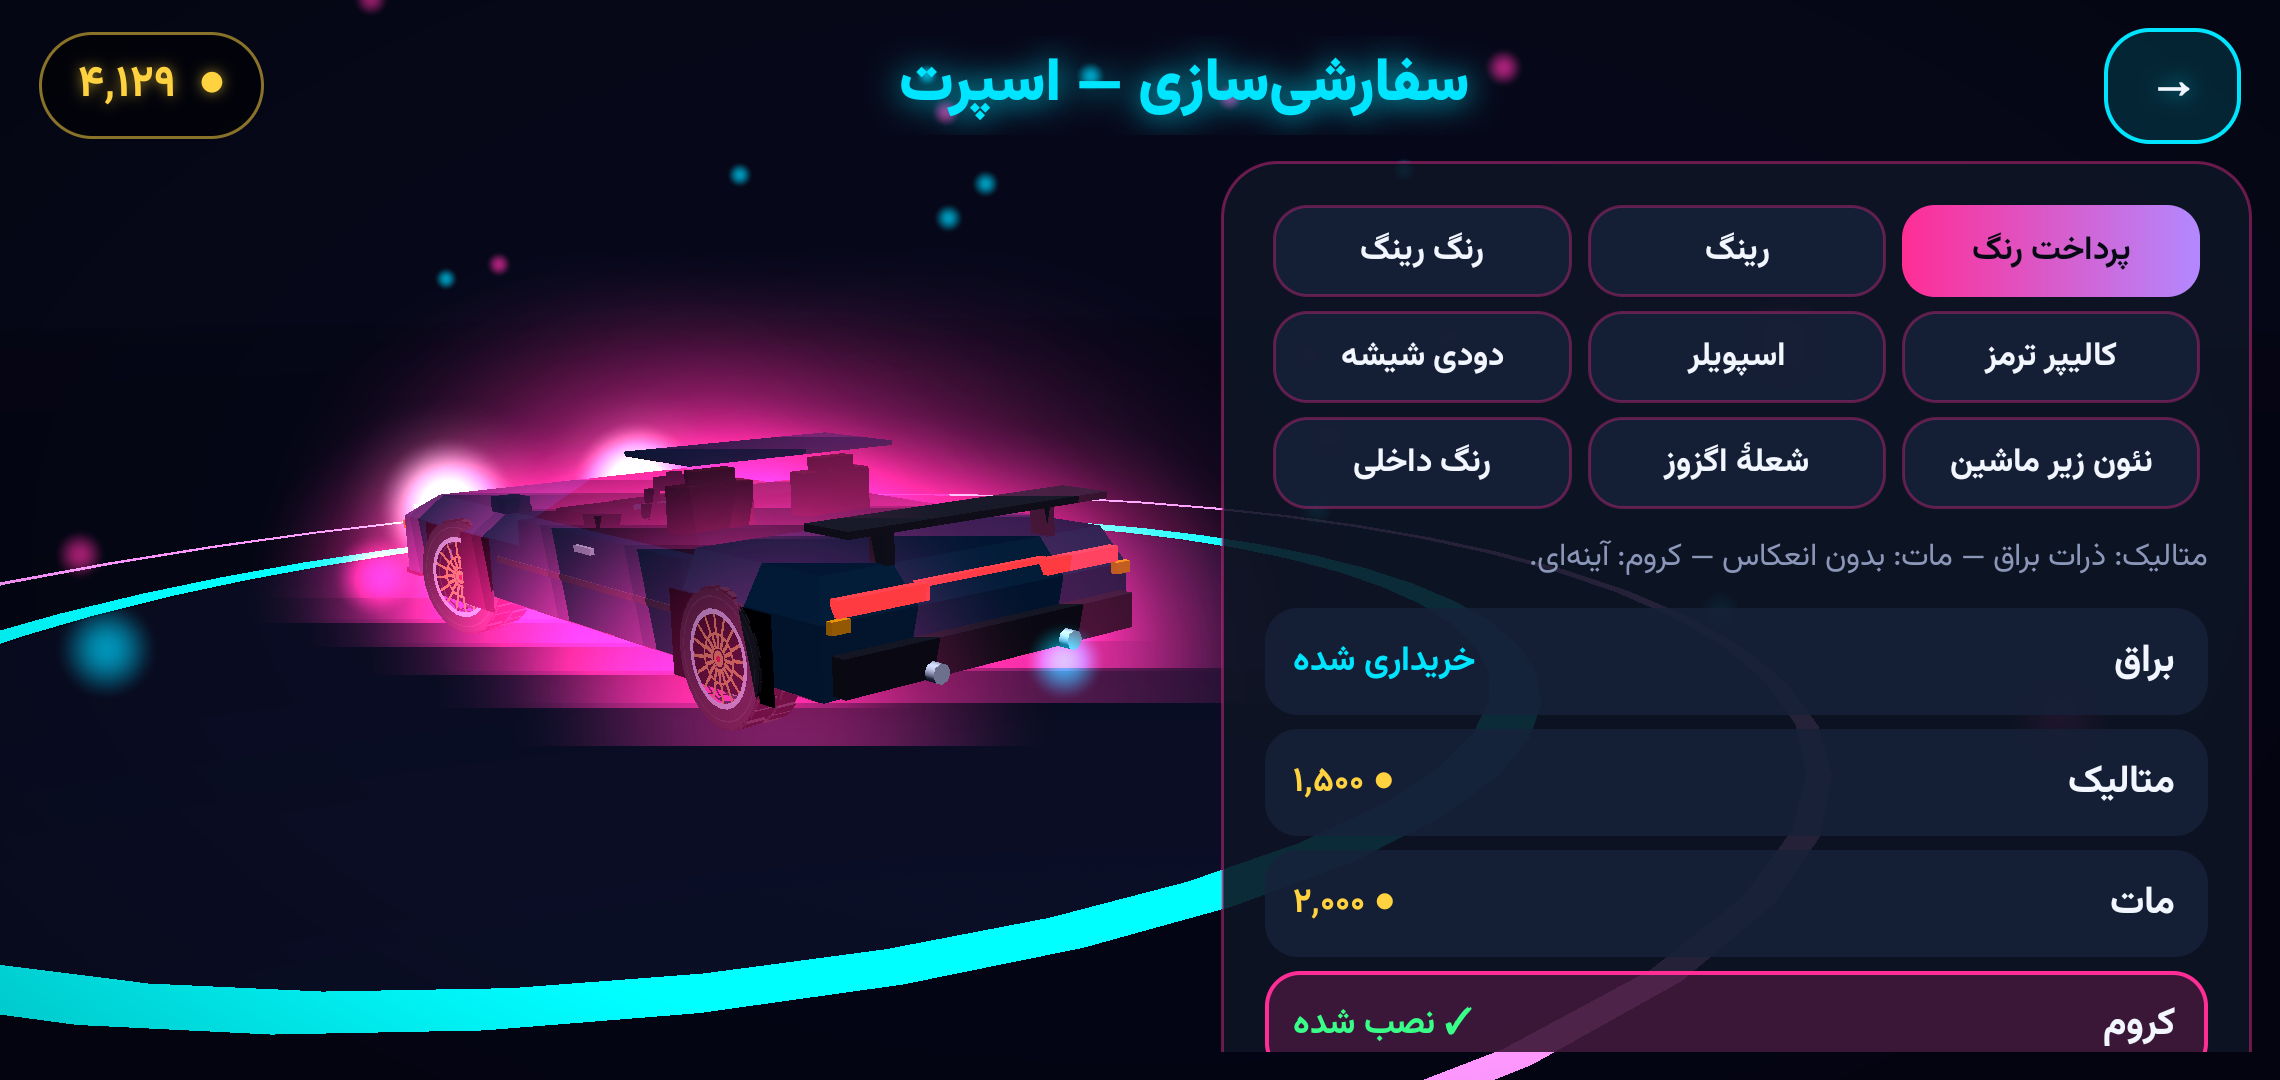 →
سفارشی‌سازی — اسپرت
۴,۱۲۹
پرداخت رنگ
رینگ
رنگ رینگ
کالیپر ترمز
اسپویلر
دودی شیشه
نئون زیر ماشین
شعلهٔ اگزوز
رنگ داخلی
متالیک: ذرات براق — مات: بدون انعکاس — کروم: آینه‌ای.
براق
خریداری شده
متالیک
۱,۵۰۰
مات
۲,۰۰۰
کروم
✓ نصب شده